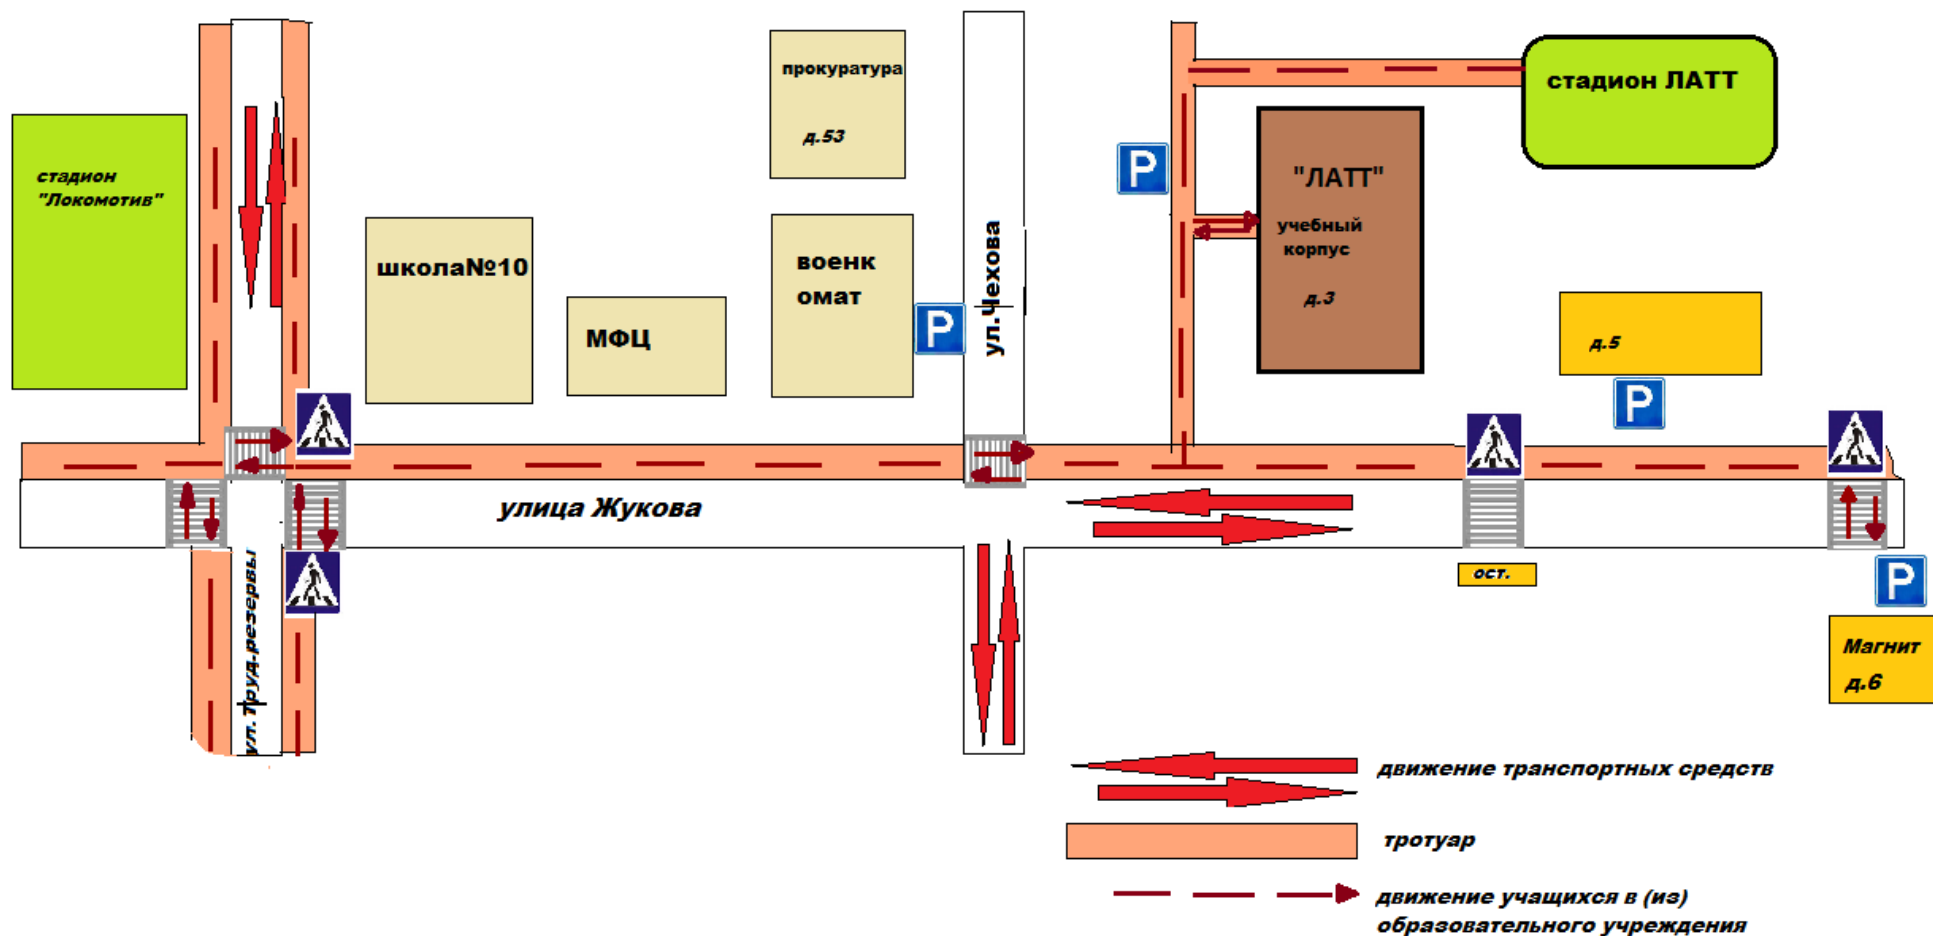 прокуратура
д.53
стадион ЛАТТ
стадион
"Локомотив"
"ЛАТТ"
учебный
корпус
д.3
школа№10
МФЦ
военк
омат
P
ул.Чехова
P
д.5
P
улица Жукова
ул.Труд.резервы
ост.
P
Магнит
д.6
движение транспортных средств
тротуар
движение учащихся в (из)
образовательного учреждения